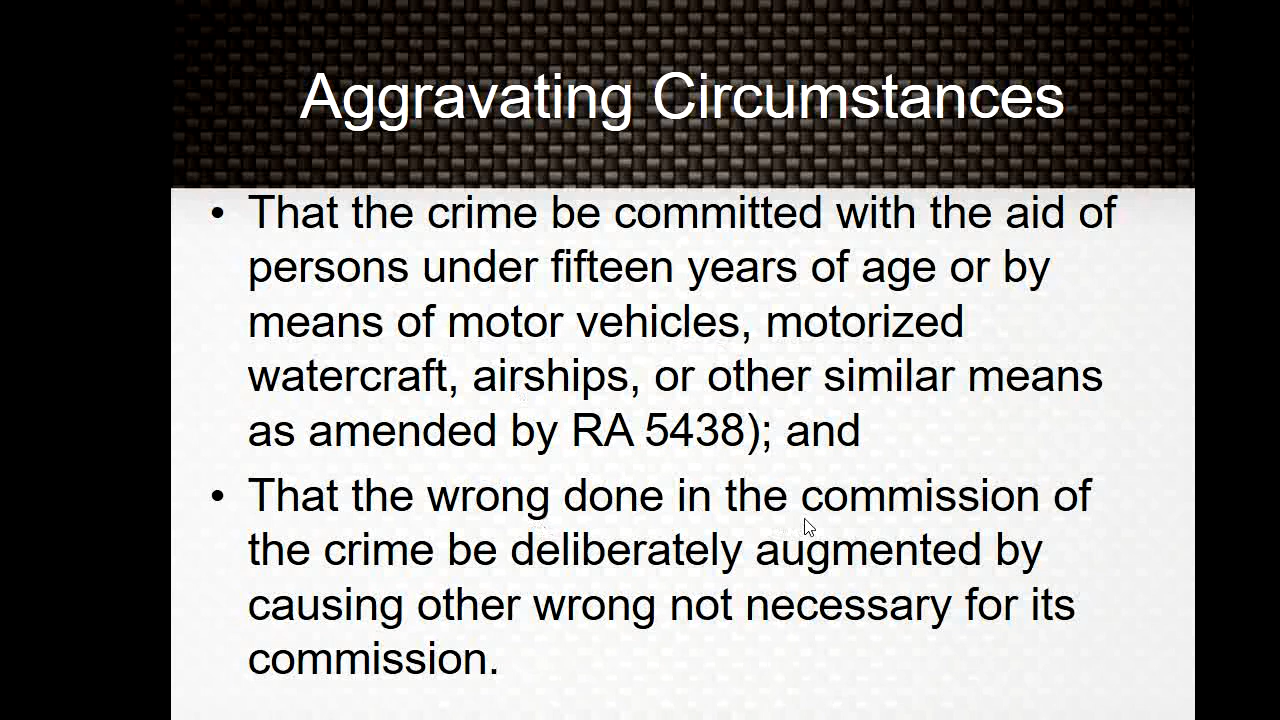 Aggravating Circumstances
• That the crime be committed with the aid of
persons under fifteen years of age or by
means of motor vehicles, motorized
watercraft, airships, or other similar means
as amended by RA 5438); and
• That the wrong done in the commission of
the crime be deliberately augmented by
causing other wrong not necessary for its
commission.